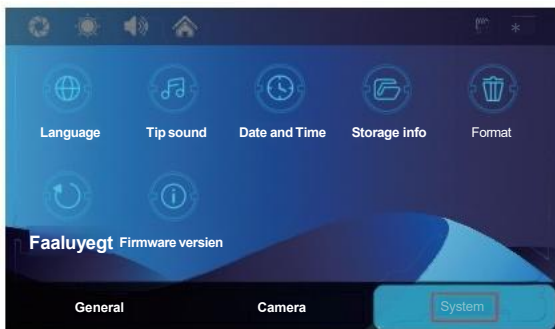 Language Tip sound Date and Time Storage info Format
Faaluyegt Firmware versien
General Camera System